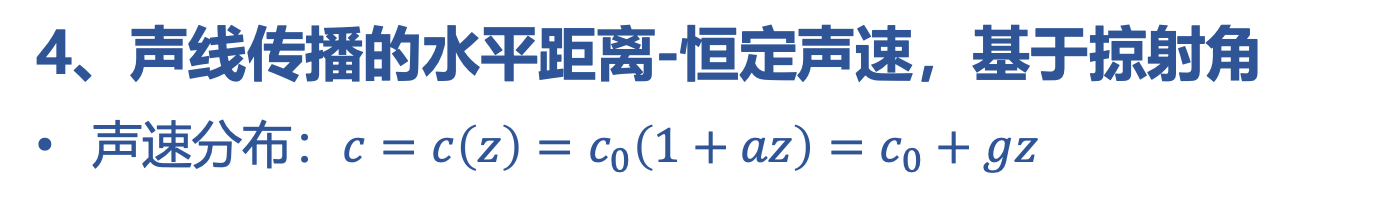 4、声线传播的水平距离-恒定声速，基于掠射角
• 声速分布：c = c(z) = c₀(1 + az) = c₀ + gz